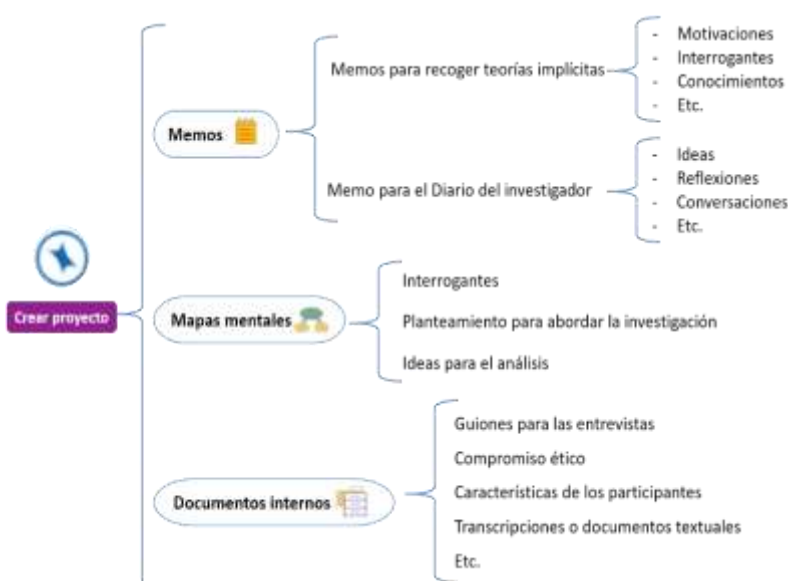 Crear proyecto
Memos
Memos para recoger teorías implícitas
- Motivaciones
- Interrogantes
- Conocimientos
- Etc.
Memo para el Diario del investigador
- Ideas
- Reflexiones
- Conversaciones
- Etc.
Mapas mentales
Interrogantes
Planteamiento para abordar la investigación
Ideas para el análisis
Documentos internos
Guiones para las entrevistas
Compromiso ético
Características de los participantes
Transcripciones o documentos textuales
Etc.